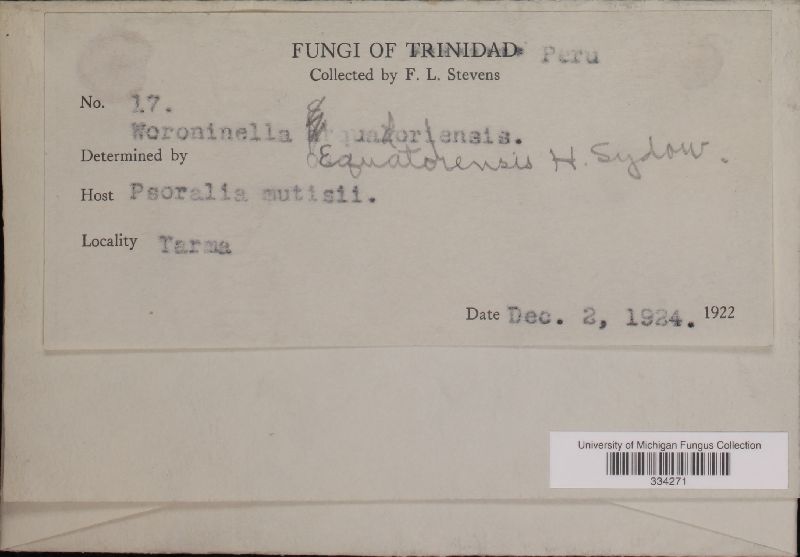 FUNGI OF TRINIDAD Peru
Collected by F. L. Stevens
No. 17.
Woroninella Equatoriensis.
Determined by Equatorensis H. Sydow.
Host Psoralia mutisii.
Locality Tarma
Date Dec. 2, 1924. 1922
University of Michigan Fungus Collection
334271